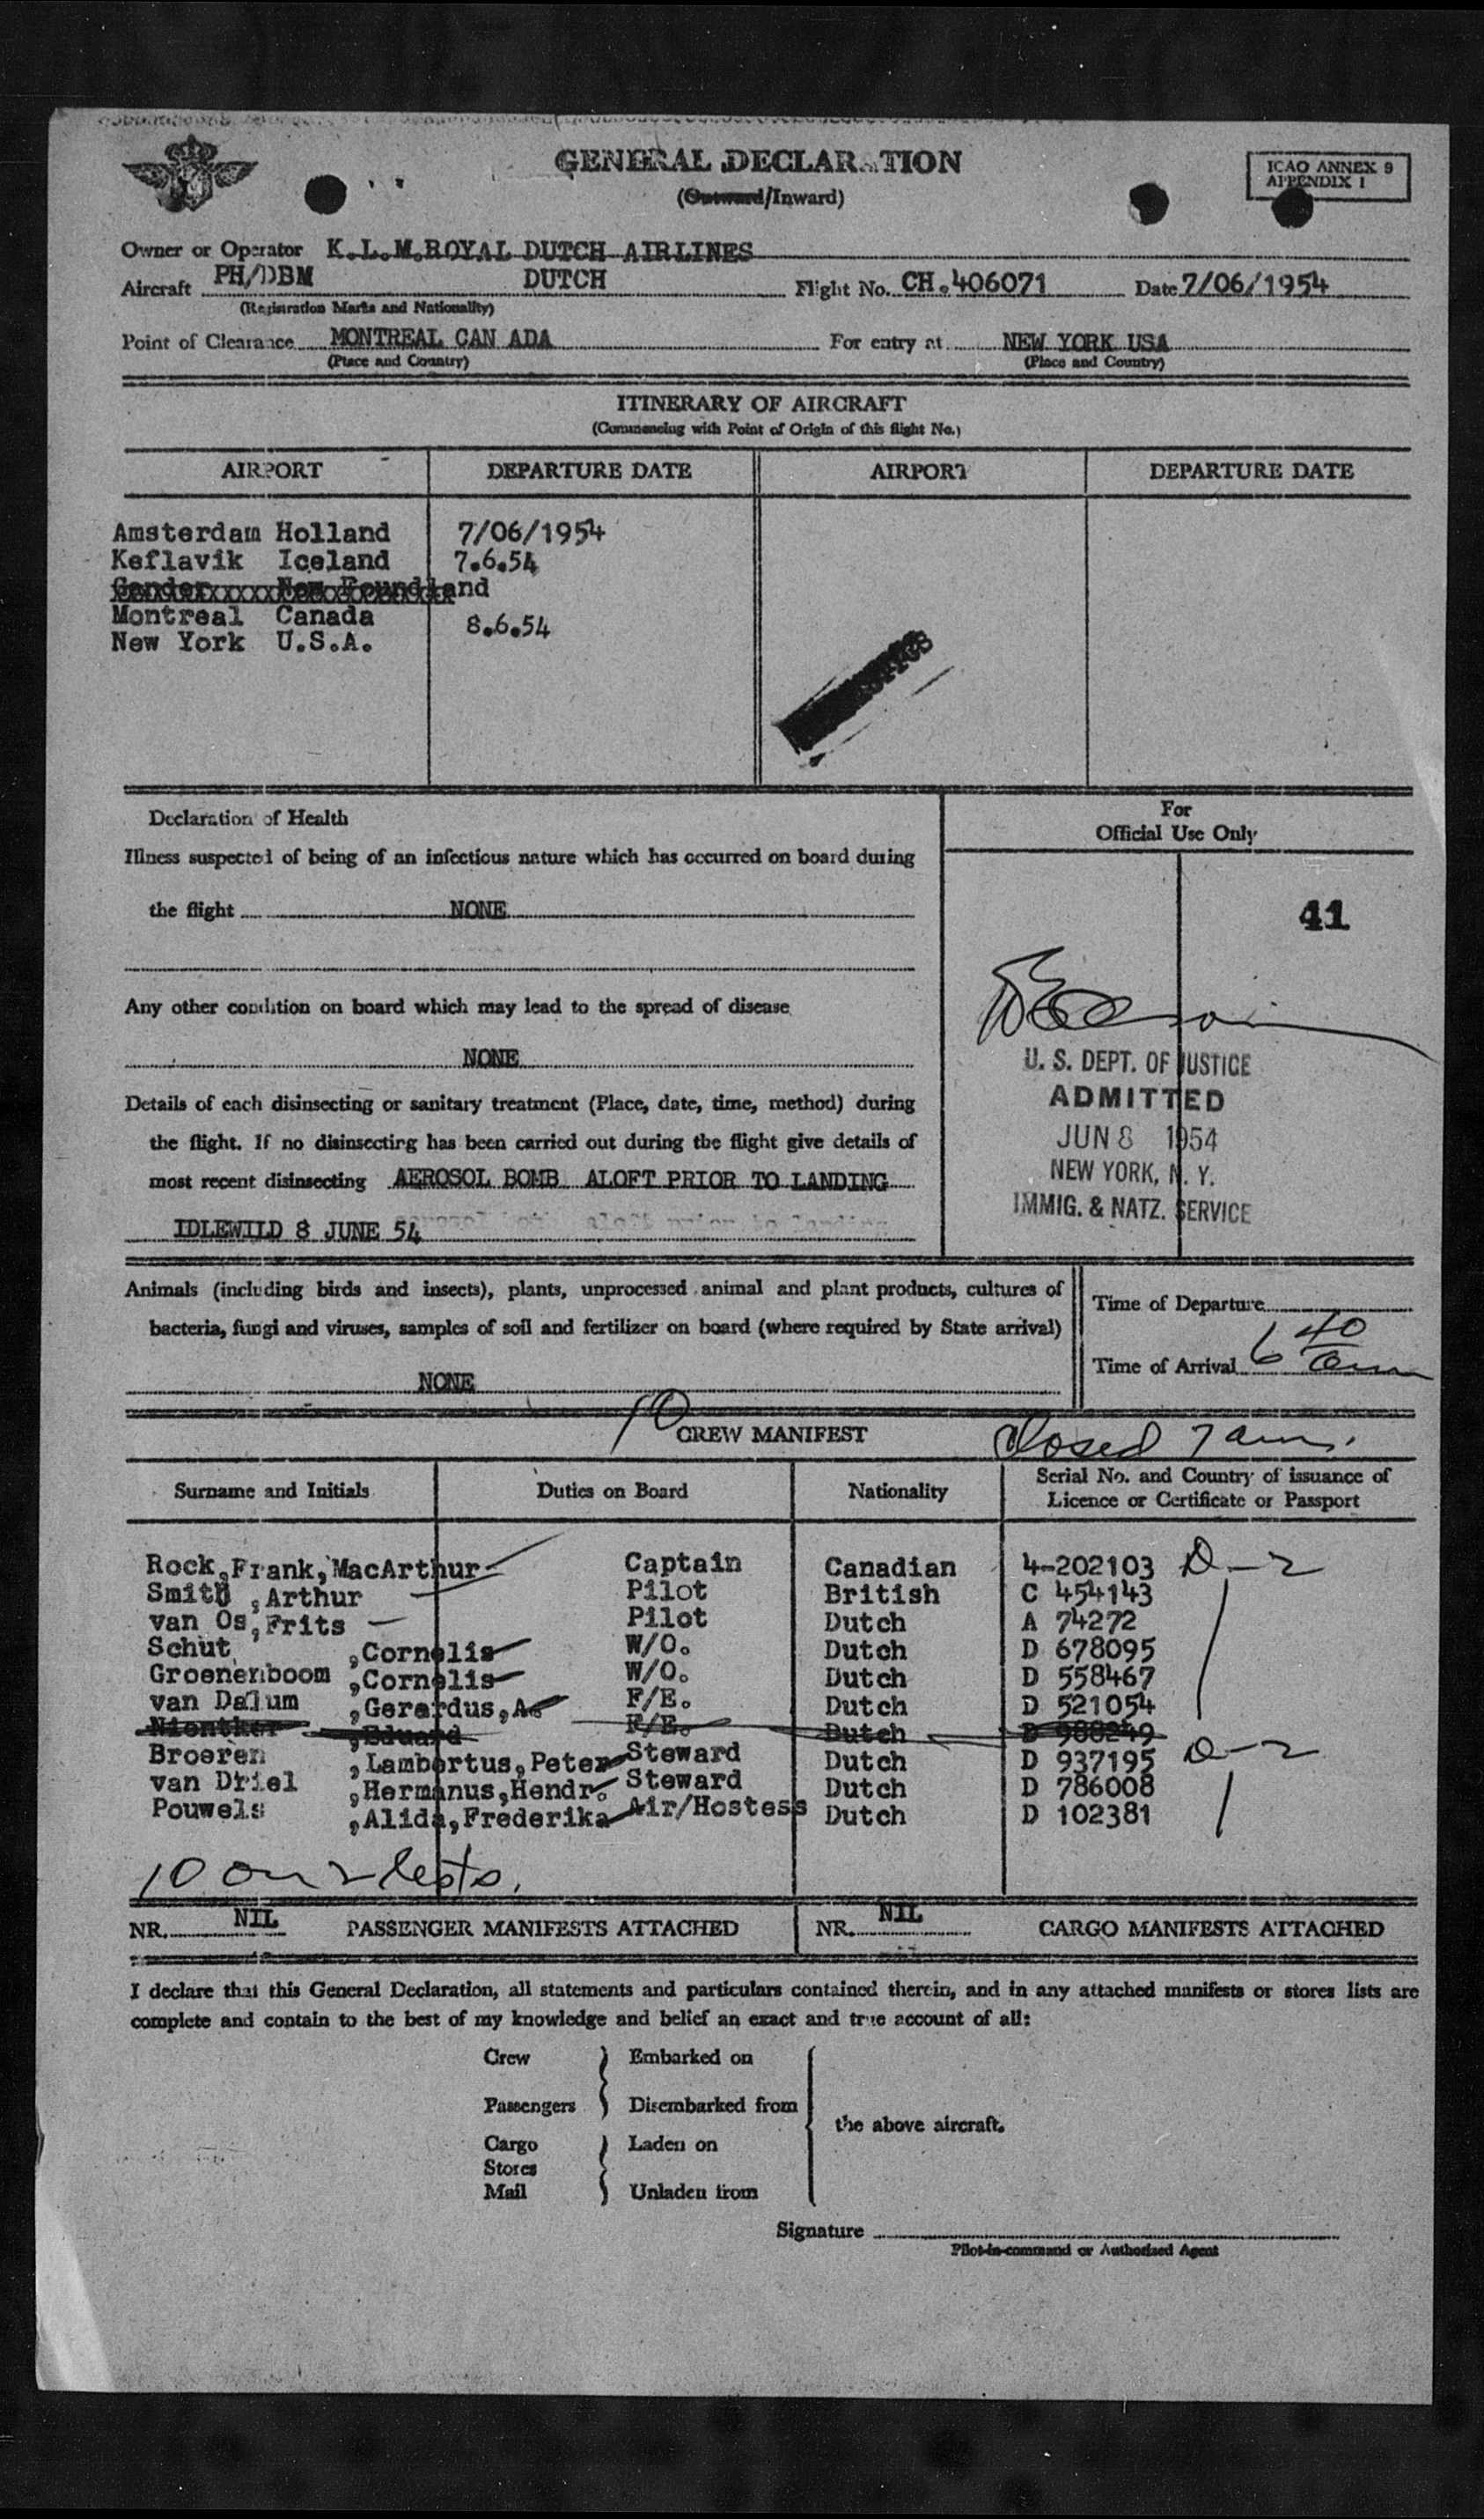 GENERAL DECLARATION
(Outward/Inward)
ICAO ANNEX 9
APPENDIX 1
Owner or Operator K.L.M.ROYAL DUTCH AIRLINES
Aircraft PH/DBM DUTCH Flight No. CH.406071 Date 7/06/1954
(Registration Marks and Nationality)
Point of Clearance MONTREAL CAN ADA For entry at NEW YORK USA
(Place and Country) (Place and Country)
ITINERARY OF AIRCRAFT
(Commencing with Point of Origin of this flight No.)
AIRPORT DEPARTURE DATE AIRPORT DEPARTURE DATE
Amsterdam Holland 7/06/1954
Keflavik Iceland 7.6.54
Gander New Foundland
Montreal Canada 8.6.54
New York U.S.A.
Declaration of Health
Illness suspected of being of an infectious nature which has occurred on board during
the flight NONE
Any other condition on board which may lead to the spread of disease
NONE
Details of each disinsecting or sanitary treatment (Place, date, time, method) during
the flight. If no disinsecting has been carried out during the flight give details of
most recent disinsecting AEROSOL BOMB ALOFT PRIOR TO LANDING
IDLEWILD 8 JUNE 54
For
Official Use Only
41
U. S. DEPT. OF JUSTICE
ADMITTED
JUN 8 1954
NEW YORK, N. Y.
IMMIG. & NATZ. SERVICE
Animals (including birds and insects), plants, unprocessed animal and plant products, cultures of
bacteria, fungi and viruses, samples of soil and fertilizer on board (where required by State arrival)
NONE
Time of Departure
Time of Arrival 6 40 am
10
CREW MANIFEST closed 7 am.
Surname and Initials Duties on Board Nationality Serial No. and Country of issuance of
Licence or Certificate or Passport
Rock,Frank,MacArthur Captain Canadian 4-202103 D-2
Smith ,Arthur Pilot British C 454143
van Os,Frits Pilot Dutch A 74272
Schut ,Cornelis W/O. Dutch D 678095
Groenenboom ,Cornelis W/O. Dutch D 558467
van Dalum ,Gerardus,A. F/E. Dutch D 521054
Nientker ,Eduard F/E. Dutch D 980249
Broeren ,Lambertus,Peter Steward Dutch D 937195 D-2
van Driel ,Hermanus,Hendr. Steward Dutch D 786008
Pouwels ,Alida,Frederika Air/Hostess Dutch D 102381
10 on 2 lists.
NR. NIL PASSENGER MANIFESTS ATTACHED NR. NIL CARGO MANIFESTS ATTACHED
I declare that this General Declaration, all statements and particulars contained therein, and in any attached manifests or stores lists are
complete and contain to the best of my knowledge and belief an exact and true account of all:
Crew Embarked on
Passengers Disembarked from
the above aircraft.
Cargo Laden on
Stores
Mail Unladen from
Signature
Pilot-in-command or Authorised Agent